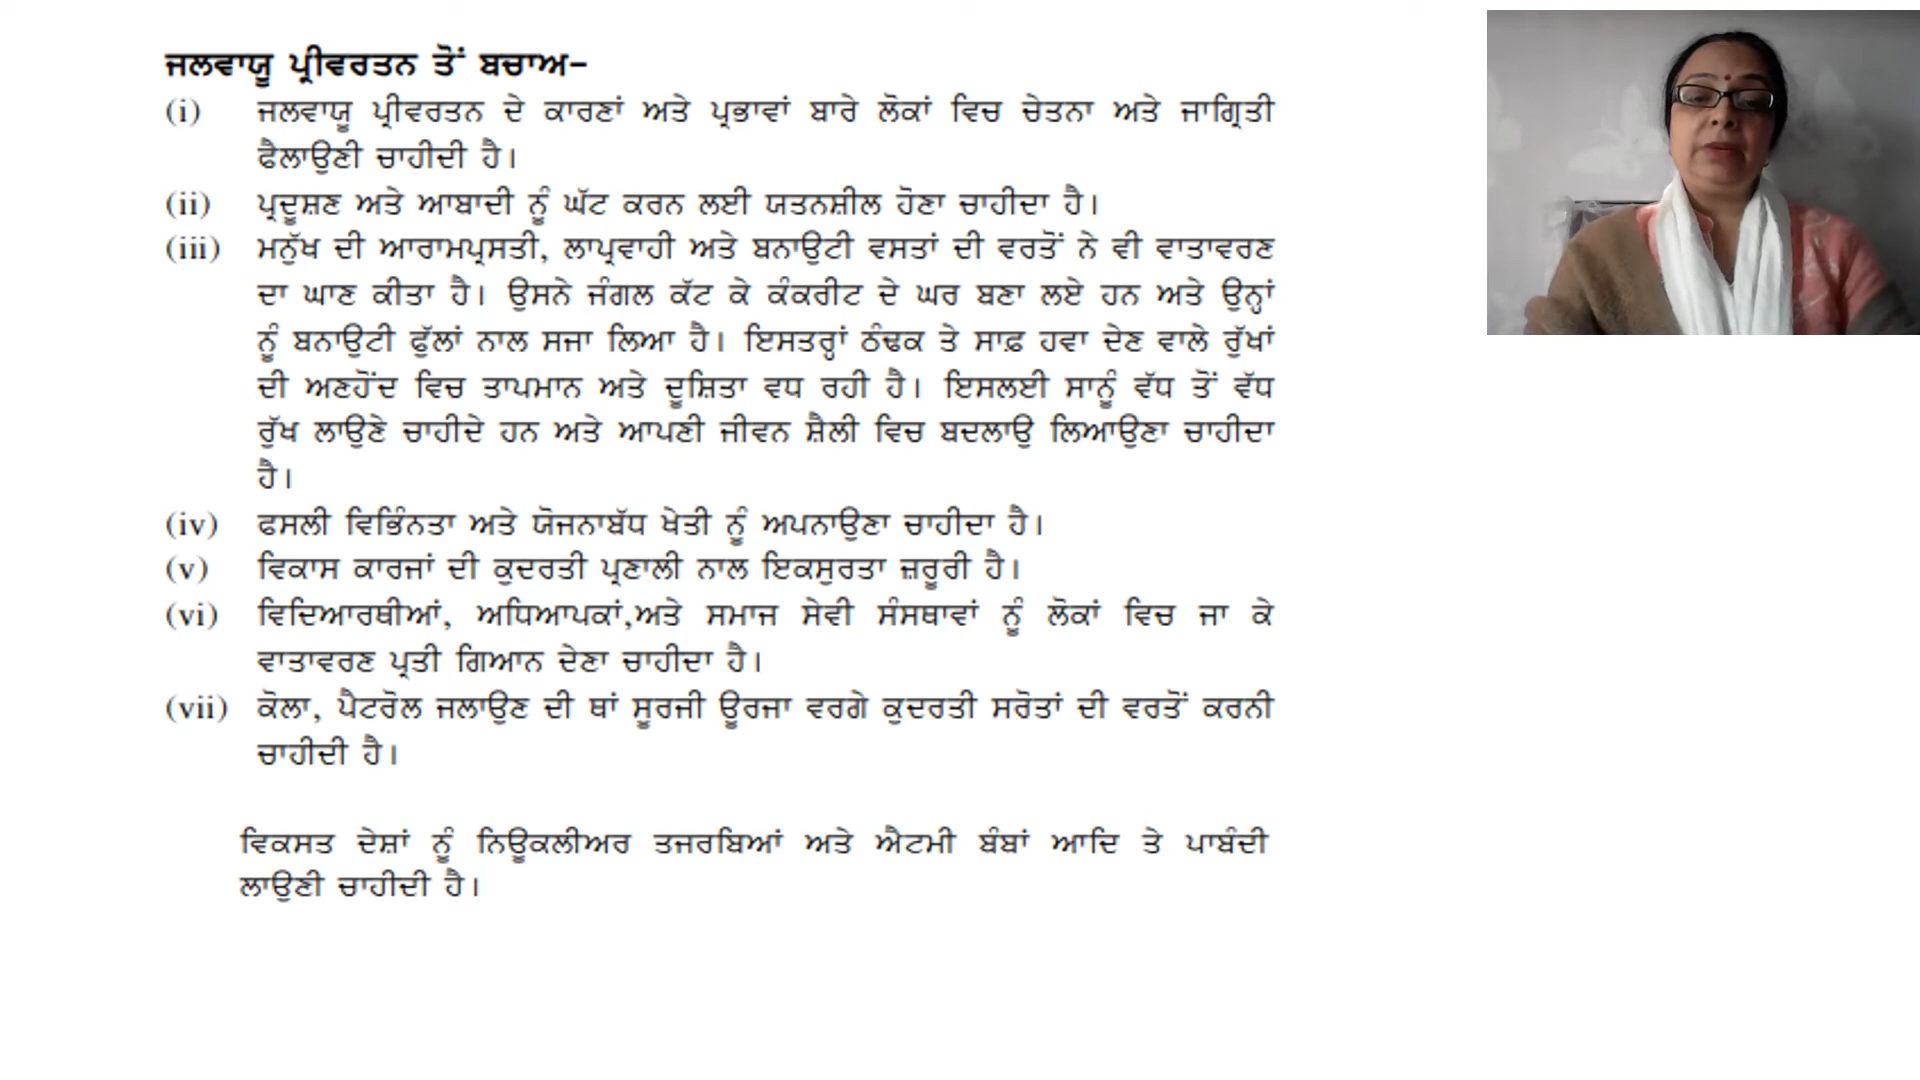 ਜਲਵਾਯੂ ਪ੍ਰੀਵਰਤਨ ਤੋਂ ਬਚਾਅ-
(i) ਜਲਵਾਯੂ ਪ੍ਰੀਵਰਤਨ ਦੇ ਕਾਰਣਾਂ ਅਤੇ ਪ੍ਰਭਾਵਾਂ ਬਾਰੇ ਲੋਕਾਂ ਵਿਚ ਚੇਤਨਾ ਅਤੇ ਜਾਗ੍ਰਿਤੀ
ਫੈਲਾਉਣੀ ਚਾਹੀਦੀ ਹੈ।
(ii) ਪ੍ਰਦੂਸ਼ਣ ਅਤੇ ਆਬਾਦੀ ਨੂੰ ਘੱਟ ਕਰਨ ਲਈ ਯਤਨਸ਼ੀਲ ਹੋਣਾ ਚਾਹੀਦਾ ਹੈ।
(iii) ਮਨੁੱਖ ਦੀ ਆਰਾਮਪ੍ਰਸਤੀ, ਲਾਪ੍ਰਵਾਹੀ ਅਤੇ ਬਨਾਉਟੀ ਵਸਤਾਂ ਦੀ ਵਰਤੋਂ ਨੇ ਵੀ ਵਾਤਾਵਰਣ
ਦਾ ਘਾਣ ਕੀਤਾ ਹੈ। ਉਸਨੇ ਜੰਗਲ ਕੱਟ ਕੇ ਕੰਕਰੀਟ ਦੇ ਘਰ ਬਣਾ ਲਏ ਹਨ ਅਤੇ ਉਨ੍ਹਾਂ
ਨੂੰ ਬਨਾਉਟੀ ਫੁੱਲਾਂ ਨਾਲ ਸਜਾ ਲਿਆ ਹੈ। ਇਸਤਰ੍ਹਾਂ ਠੰਢਕ ਤੇ ਸਾਫ਼ ਹਵਾ ਦੇਣ ਵਾਲੇ ਰੁੱਖਾਂ
ਦੀ ਅਣਹੋਂਦ ਵਿਚ ਤਾਪਮਾਨ ਅਤੇ ਦੂਸ਼ਿਤਾ ਵਧ ਰਹੀ ਹੈ। ਇਸਲਈ ਸਾਨੂੰ ਵੱਧ ਤੋਂ ਵੱਧ
ਰੁੱਖ ਲਾਉਣੇ ਚਾਹੀਦੇ ਹਨ ਅਤੇ ਆਪਣੀ ਜੀਵਨ ਸ਼ੈਲੀ ਵਿਚ ਬਦਲਾਉ ਲਿਆਉਣਾ ਚਾਹੀਦਾ
ਹੈ।
(iv) ਫਸਲੀ ਵਿਭਿੰਨਤਾ ਅਤੇ ਯੋਜਨਾਬੱਧ ਖੇਤੀ ਨੂੰ ਅਪਨਾਉਣਾ ਚਾਹੀਦਾ ਹੈ।
(v) ਵਿਕਾਸ ਕਾਰਜਾਂ ਦੀ ਕੁਦਰਤੀ ਪ੍ਰਣਾਲੀ ਨਾਲ ਇਕਸੁਰਤਾ ਜ਼ਰੂਰੀ ਹੈ।
(vi) ਵਿਦਿਆਰਥੀਆਂ, ਅਧਿਆਪਕਾਂ,ਅਤੇ ਸਮਾਜ ਸੇਵੀ ਸੰਸਥਾਵਾਂ ਨੂੰ ਲੋਕਾਂ ਵਿਚ ਜਾ ਕੇ
ਵਾਤਾਵਰਣ ਪ੍ਰਤੀ ਗਿਆਨ ਦੇਣਾ ਚਾਹੀਦਾ ਹੈ।
(vii) ਕੋਲਾ, ਪੈਟਰੋਲ ਜਲਾਉਣ ਦੀ ਥਾਂ ਸੂਰਜੀ ਊਰਜਾ ਵਰਗੇ ਕੁਦਰਤੀ ਸਰੋਤਾਂ ਦੀ ਵਰਤੋਂ ਕਰਨੀ
ਚਾਹੀਦੀ ਹੈ।
ਵਿਕਸਤ ਦੇਸ਼ਾਂ ਨੂੰ ਨਿਊਕਲੀਅਰ ਤਜਰਬਿਆਂ ਅਤੇ ਐਟਮੀ ਬੰਬਾਂ ਆਦਿ ਤੇ ਪਾਬੰਦੀ
ਲਾਉਣੀ ਚਾਹੀਦੀ ਹੈ।